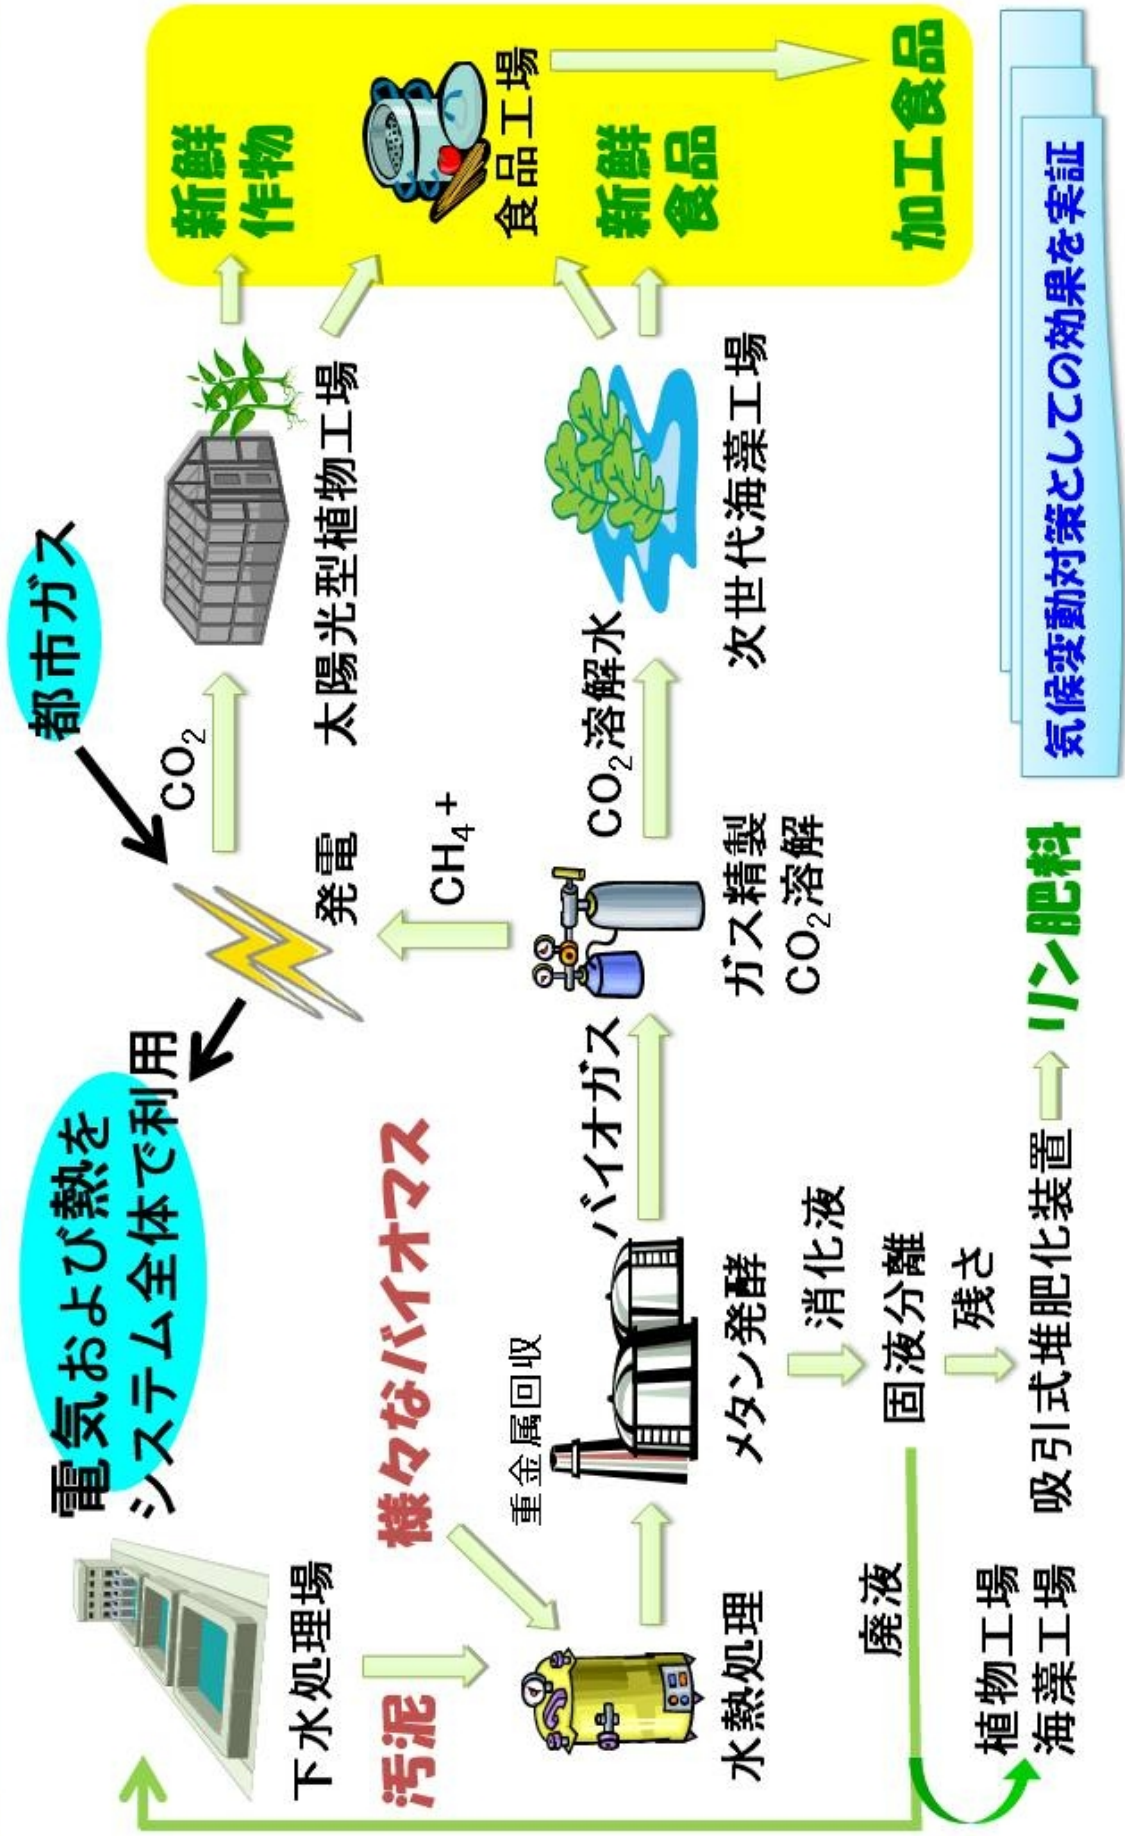 電気および熱を
システム全体で利用
都市ガス
下水処理場
汚泥
様々なバイオマス
水熱処理
重金属回収
メタン発酵
バイオガス
ガス精製
CO₂溶解
CH₄+
発電
CO₂
太陽光型植物工場
CO₂溶解水
次世代海藻工場
新鮮
作物
食品工場
新鮮
食品
加工食品
消化液
固液分離
残さ
吸引式堆肥化装置
リン肥料
廃液
植物工場
海藻工場
気候変動対策としての効果を実証